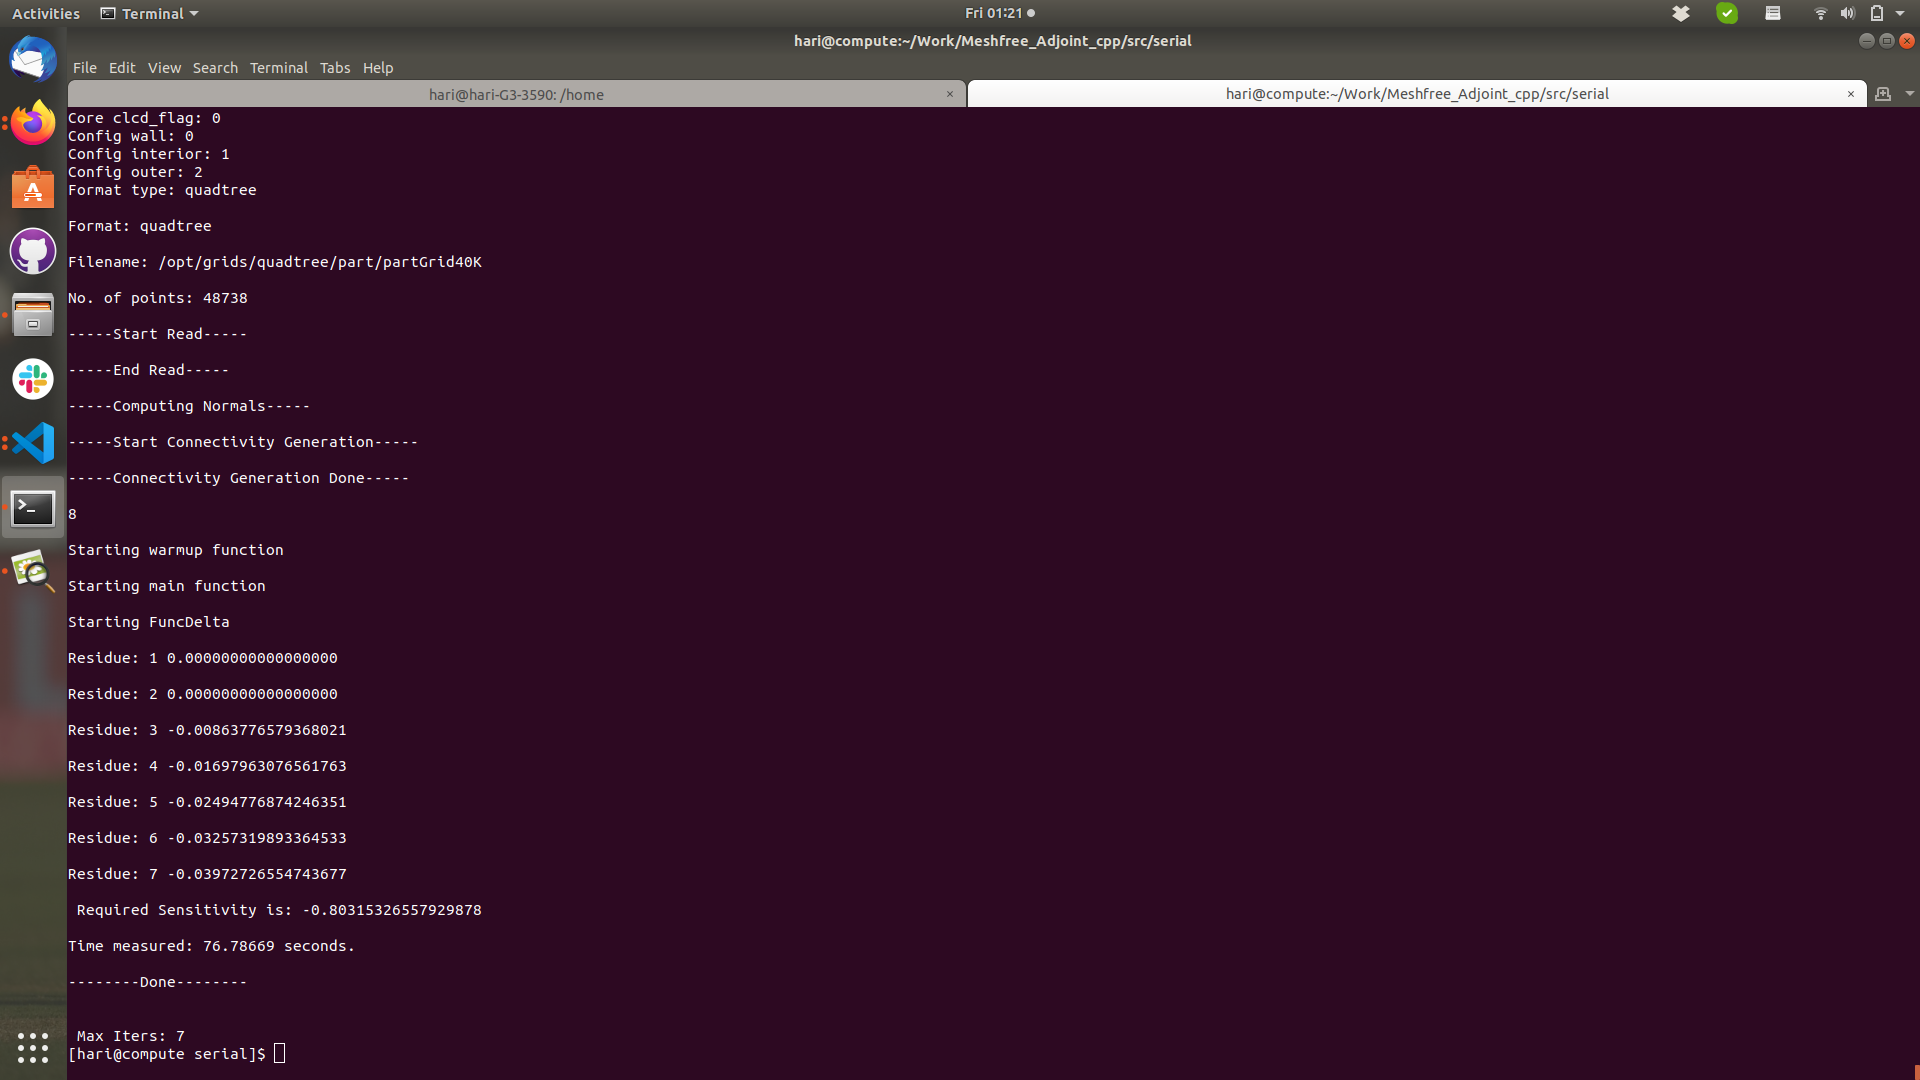 Activities Terminal Fri 01:21
hari@compute:~/Work/Meshfree_Adjoint_cpp/src/serial
File Edit View Search Terminal Tabs Help
hari@hari-G3-3590: /home × hari@compute:~/Work/Meshfree_Adjoint_cpp/src/serial ×
Core clcd_flag: 0
Config wall: 0
Config interior: 1
Config outer: 2
Format type: quadtree
Format: quadtree
Filename: /opt/grids/quadtree/part/partGrid40K
No. of points: 48738
-----Start Read-----
-----End Read-----
-----Computing Normals-----
-----Start Connectivity Generation-----
-----Connectivity Generation Done-----
8
Starting warmup function
Starting main function
Starting FuncDelta
Residue: 1 0.00000000000000000
Residue: 2 0.00000000000000000
Residue: 3 -0.00863776579368021
Residue: 4 -0.01697963076561763
Residue: 5 -0.02494776874246351
Residue: 6 -0.03257319893364533
Residue: 7 -0.03972726554743677
Required Sensitivity is: -0.80315326557929878
Time measured: 76.78669 seconds.
--------Done--------
Max Iters: 7
[hari@compute serial]$